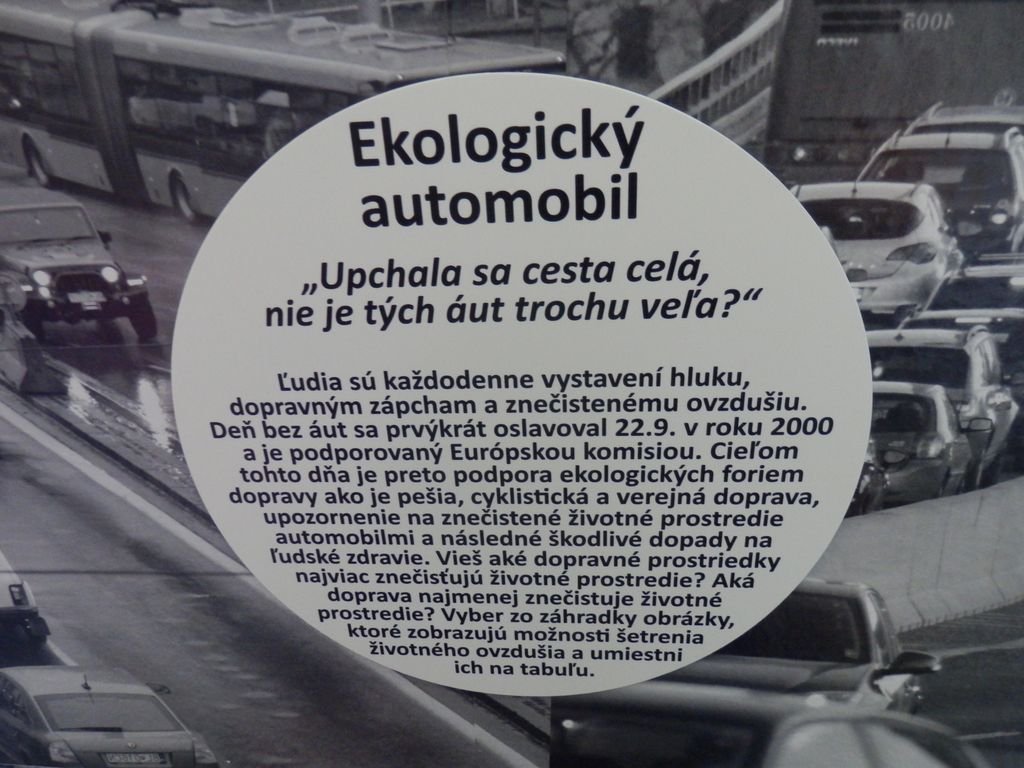 Ekologický
automobil
„Upchala sa cesta celá,
nie je tých áut trochu veľa?“
Ľudia sú každodenne vystavení hluku,
dopravným zápcham a znečistenému ovzdušiu.
Deň bez áut sa prvýkrát oslavoval 22.9. v roku 2000
a je podporovaný Európskou komisiou. Cieľom
tohto dňa je preto podpora ekologických foriem
dopravy ako je pešia, cyklistická a verejná doprava,
upozornenie na znečistené životné prostredie
automobilmi a následné škodlivé dopady na
ľudské zdravie. Vieš aké dopravné prostriedky
najviac znečisťujú životné prostredie? Aká
doprava najmenej znečistuje životné
prostredie? Vyber zo záhradky obrázky,
ktoré zobrazujú možnosti šetrenia
životného ovzdušia a umiestni
ich na tabuľu.
4005